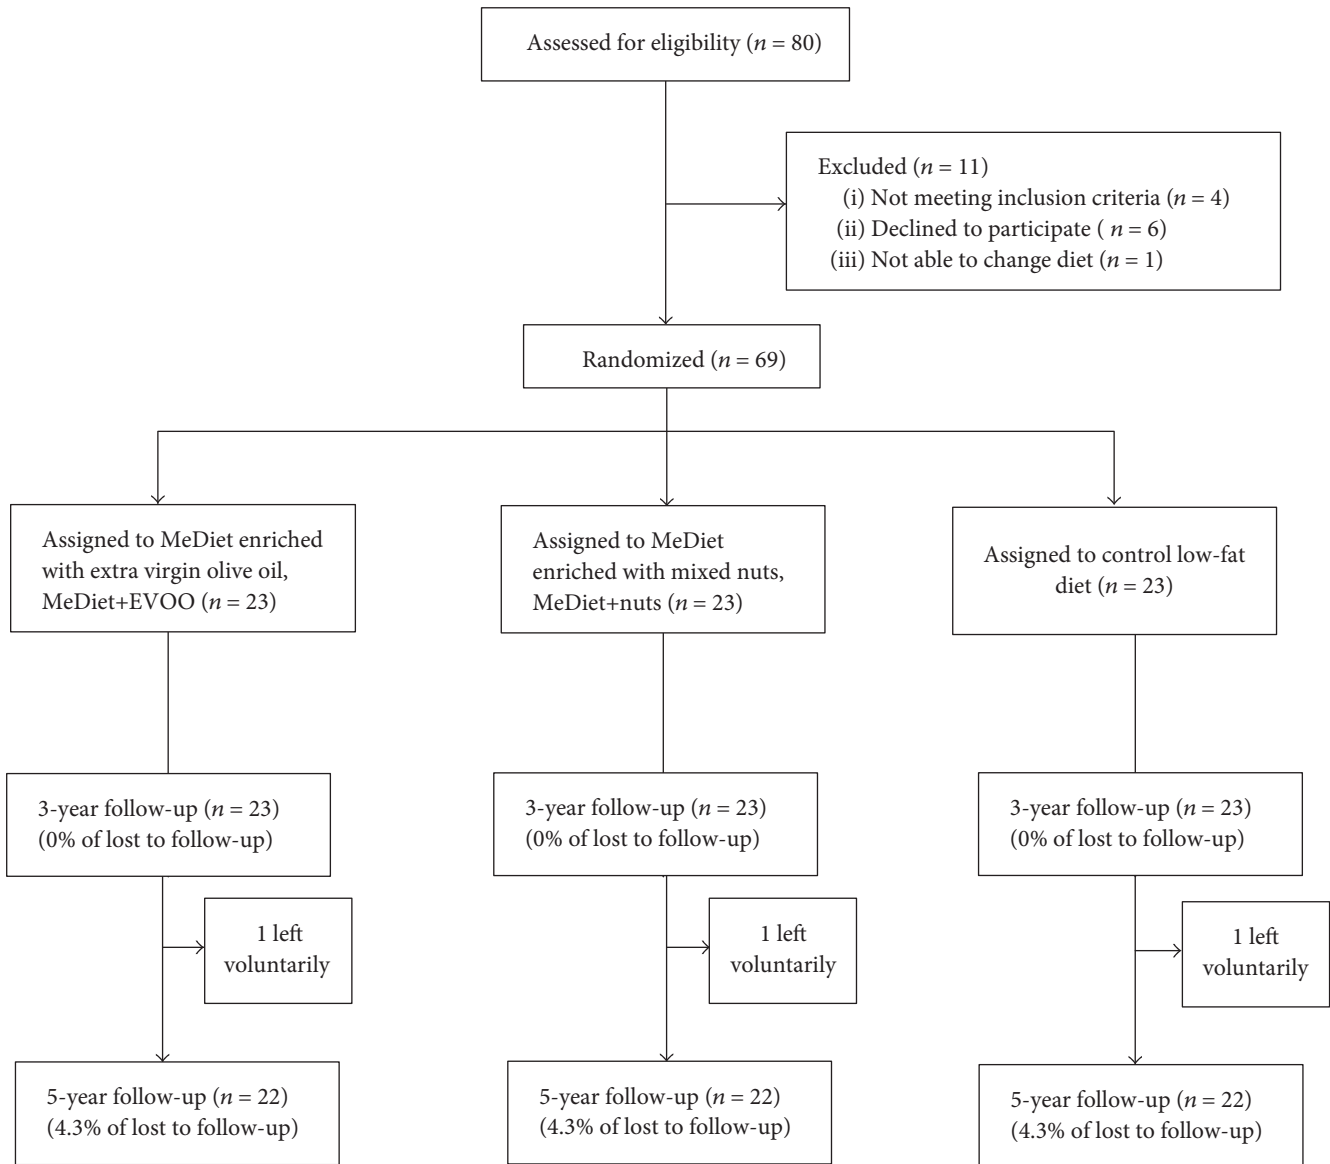 Assessed for eligibility (n = 80)
Excluded (n = 11)
(i) Not meeting inclusion criteria (n = 4)
(ii) Declined to participate ( n = 6)
(iii) Not able to change diet (n = 1)
Randomized (n = 69)
Assigned to MeDiet enriched
with extra virgin olive oil,
MeDiet+EVOO (n = 23)
Assigned to MeDiet
enriched with mixed nuts,
MeDiet+nuts (n = 23)
Assigned to control low-fat
diet (n = 23)
3-year follow-up (n = 23)
(0% of lost to follow-up)
3-year follow-up (n = 23)
(0% of lost to follow-up)
3-year follow-up (n = 23)
(0% of lost to follow-up)
1 left
voluntarily
1 left
voluntarily
1 left
voluntarily
5-year follow-up (n = 22)
(4.3% of lost to follow-up)
5-year follow-up (n = 22)
(4.3% of lost to follow-up)
5-year follow-up (n = 22)
(4.3% of lost to follow-up)